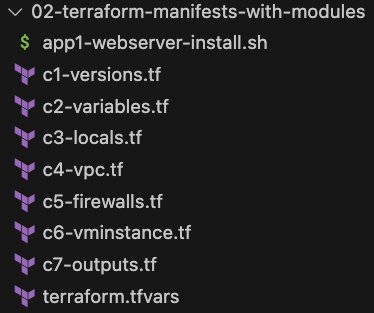 02-terraform-manifests-with-modules
$ app1-webserver-install.sh
c1-versions.tf
c2-variables.tf
c3-locals.tf
c4-vpc.tf
c5-firewalls.tf
c6-vminstance.tf
c7-outputs.tf
terraform.tfvars